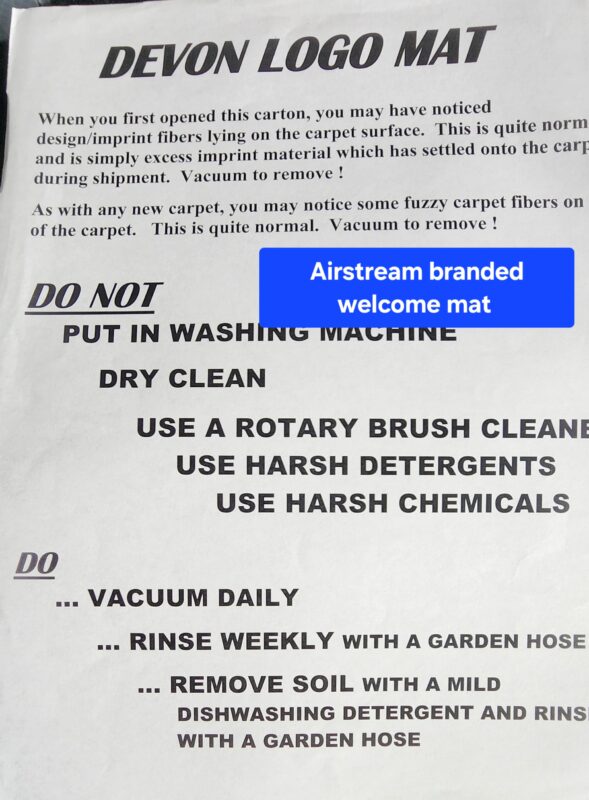 DEVON LOGO MAT
When you first opened this carton, you may have noticed
design/imprint fibers lying on the carpet surface. This is quite norm
and is simply excess imprint material which has settled onto the carp
during shipment. Vacuum to remove !
As with any new carpet, you may notice some fuzzy carpet fibers on
of the carpet. This is quite normal. Vacuum to remove !
Airstream branded
welcome mat
DO NOT
PUT IN WASHING MACHINE
DRY CLEAN
USE A ROTARY BRUSH CLEANE
USE HARSH DETERGENTS
USE HARSH CHEMICALS
DO
... VACUUM DAILY
... RINSE WEEKLY WITH A GARDEN HOSE
... REMOVE SOIL WITH A MILD
DISHWASHING DETERGENT AND RINS
WITH A GARDEN HOSE